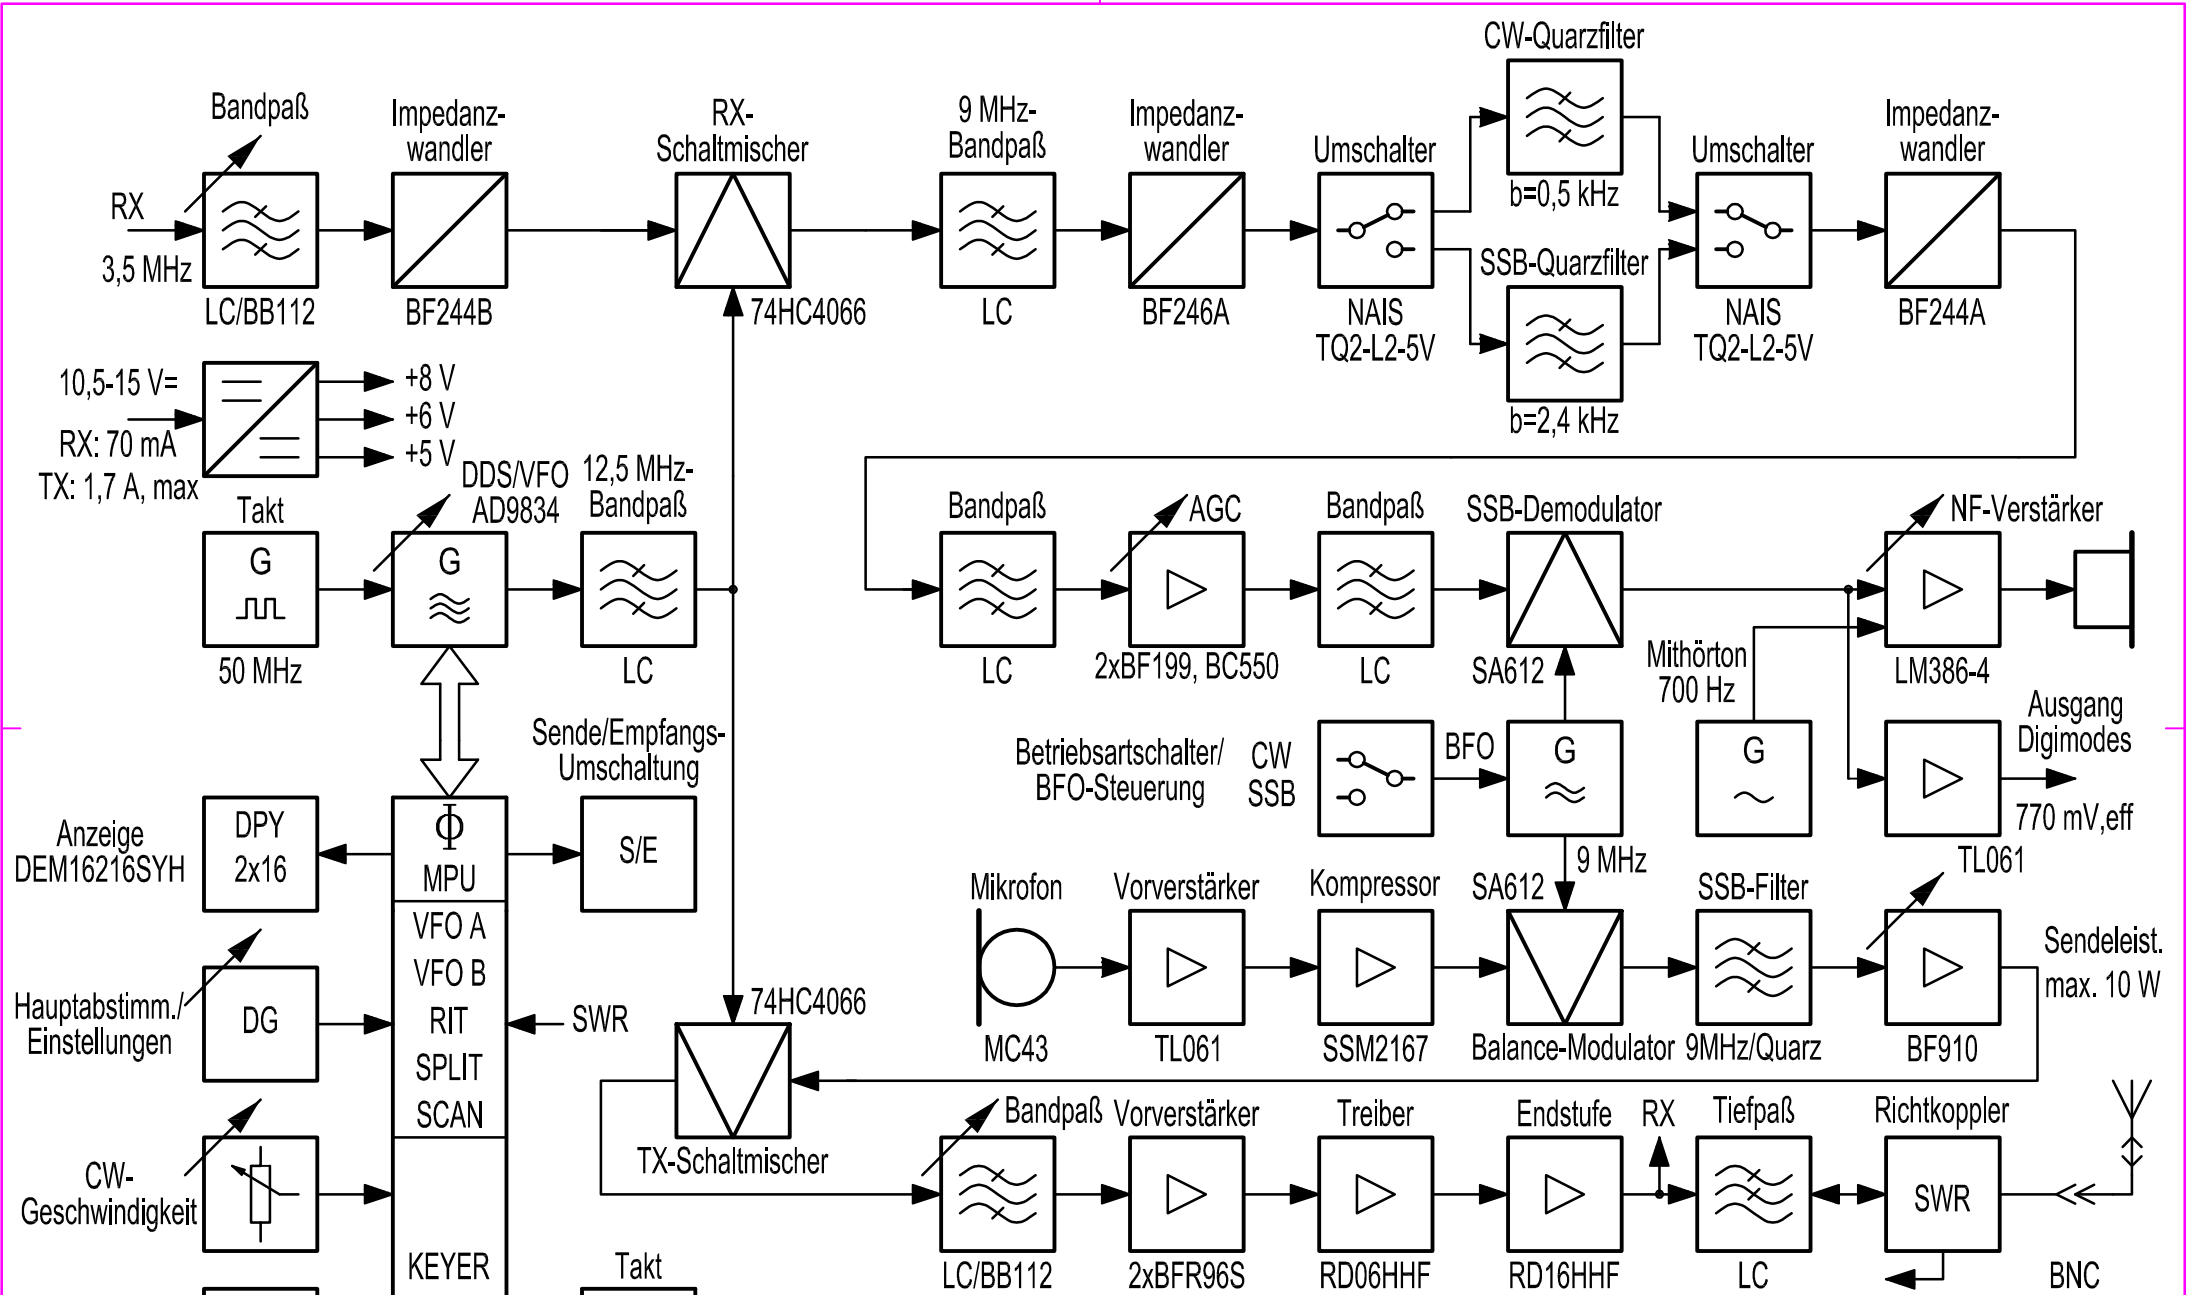 CW-Quarzfilter
Bandpaß
Impedanz-
wandler
RX-
Schaltmischer
9 MHz-
Bandpaß
Impedanz-
wandler
Umschalter
Umschalter
Impedanz-
wandler
RX
3,5 MHz
b=0,5 kHz
SSB-Quarzfilter
LC/BB112
BF244B
74HC4066
LC
BF246A
NAIS
TQ2-L2-5V
NAIS
TQ2-L2-5V
BF244A
b=2,4 kHz
10,5-15 V=
RX: 70 mA
TX: 1,7 A, max
+8 V
+6 V
+5 V
Takt
G
50 MHz
DDS/VFO
AD9834
G
12,5 MHz-
Bandpaß
LC
Bandpaß
LC
AGC
2xBF199, BC550
Bandpaß
LC
SSB-Demodulator
SA612
NF-Verstärker
LM386-4
Mithörton
700 Hz
G
Ausgang
Digimodes
770 mV,eff
TL061
Betriebsartschalter/
BFO-Steuerung
CW
SSB
BFO
G
9 MHz
Sende/Empfangs-
Umschaltung
S/E
Anzeige
DEM16216SYH
DPY
2x16
Φ
MPU
VFO A
VFO B
RIT
SPLIT
SCAN
KEYER
SWR
Hauptabstimm./
Einstellungen
DG
CW-
Geschwindigkeit
Mikrofon
MC43
Vorverstärker
TL061
Kompressor
SSM2167
SA612
Balance-Modulator
SSB-Filter
9MHz/Quarz
BF910
Sendeleist.
max. 10 W
74HC4066
TX-Schaltmischer
Bandpaß
LC/BB112
Vorverstärker
2xBFR96S
Treiber
RD06HHF
Endstufe
RD16HHF
RX
Tiefpaß
LC
Richtkoppler
SWR
BNC
Takt